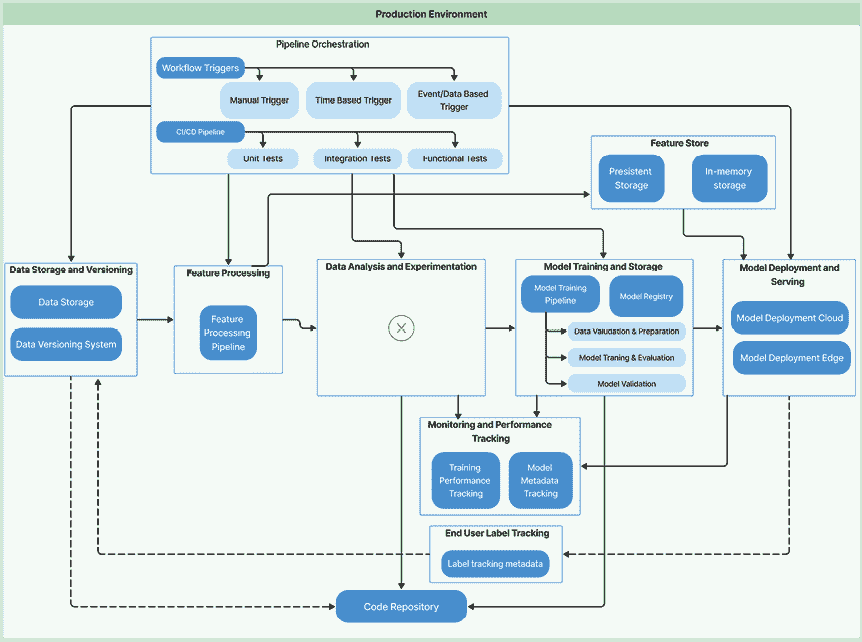 Production Environment
Pipeline Orchestration
Workflow Triggers
Manual Trigger
Time Based Trigger
Event/Data Based
Trigger
CI/CD Pipeline
Unit Tests
Integration Tests
Functional Tests
Feature Store
Presistent
Storage
In-memory
storage
Data Storage and Versioning
Data Storage
Data Versioning System
Feature Processing
Feature
Processing
Pipeline
Data Analysis and Experimentation
Model Training and Storage
Model Training
Pipeline
Model Registry
Data Valudation & Preparation
Model Traning & Evaluation
Model Validation
Model Deployment and
Serving
Model Deployment Cloud
Model Deployment Edge
Monitoring and Performance
Tracking
Training
Performance
Tracking
Model
Metadata
Tracking
End User Label Tracking
Label tracking metadata
Code Repository